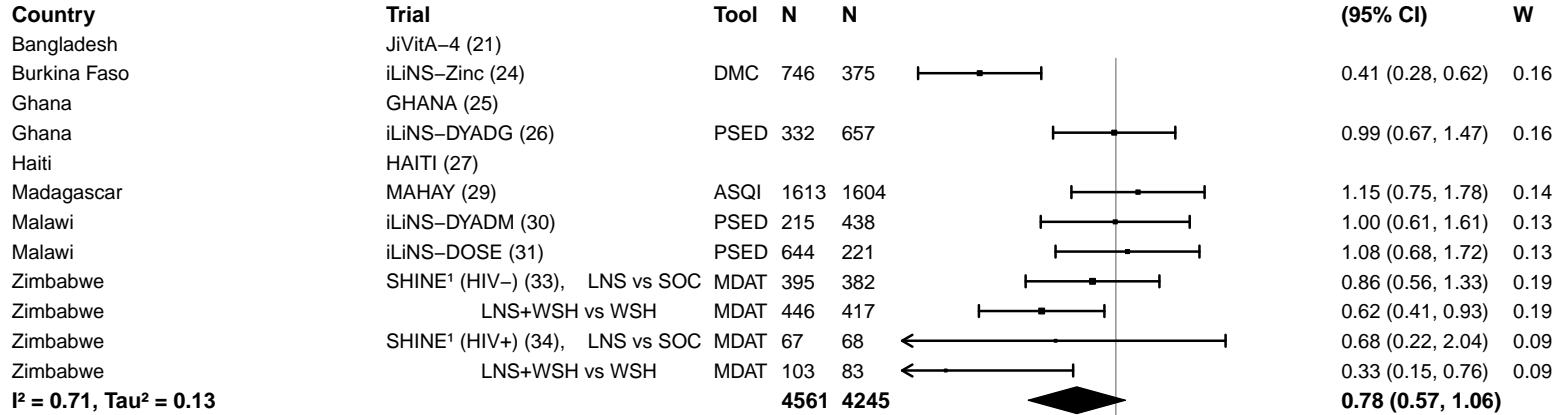 Country Trial Tool N N (95% CI) W
Bangladesh JiVitA−4 (21)
Burkina Faso iLiNS−Zinc (24) DMC 746 375 0.41 (0.28, 0.62) 0.16
Ghana GHANA (25)
Ghana iLiNS−DYADG (26) PSED 332 657 0.99 (0.67, 1.47) 0.16
Haiti HAITI (27)
Madagascar MAHAY (29) ASQI 1613 1604 1.15 (0.75, 1.78) 0.14
Malawi iLiNS−DYADM (30) PSED 215 438 1.00 (0.61, 1.61) 0.13
Malawi iLiNS−DOSE (31) PSED 644 221 1.08 (0.68, 1.72) 0.13
Zimbabwe SHINE¹ (HIV−) (33), LNS vs SOC MDAT 395 382 0.86 (0.56, 1.33) 0.19
Zimbabwe LNS+WSH vs WSH MDAT 446 417 0.62 (0.41, 0.93) 0.19
Zimbabwe SHINE¹ (HIV+) (34), LNS vs SOC MDAT 67 68 0.68 (0.22, 2.04) 0.09
Zimbabwe LNS+WSH vs WSH MDAT 103 83 0.33 (0.15, 0.76) 0.09
I² = 0.71, Tau² = 0.13 4561 4245 0.78 (0.57, 1.06)